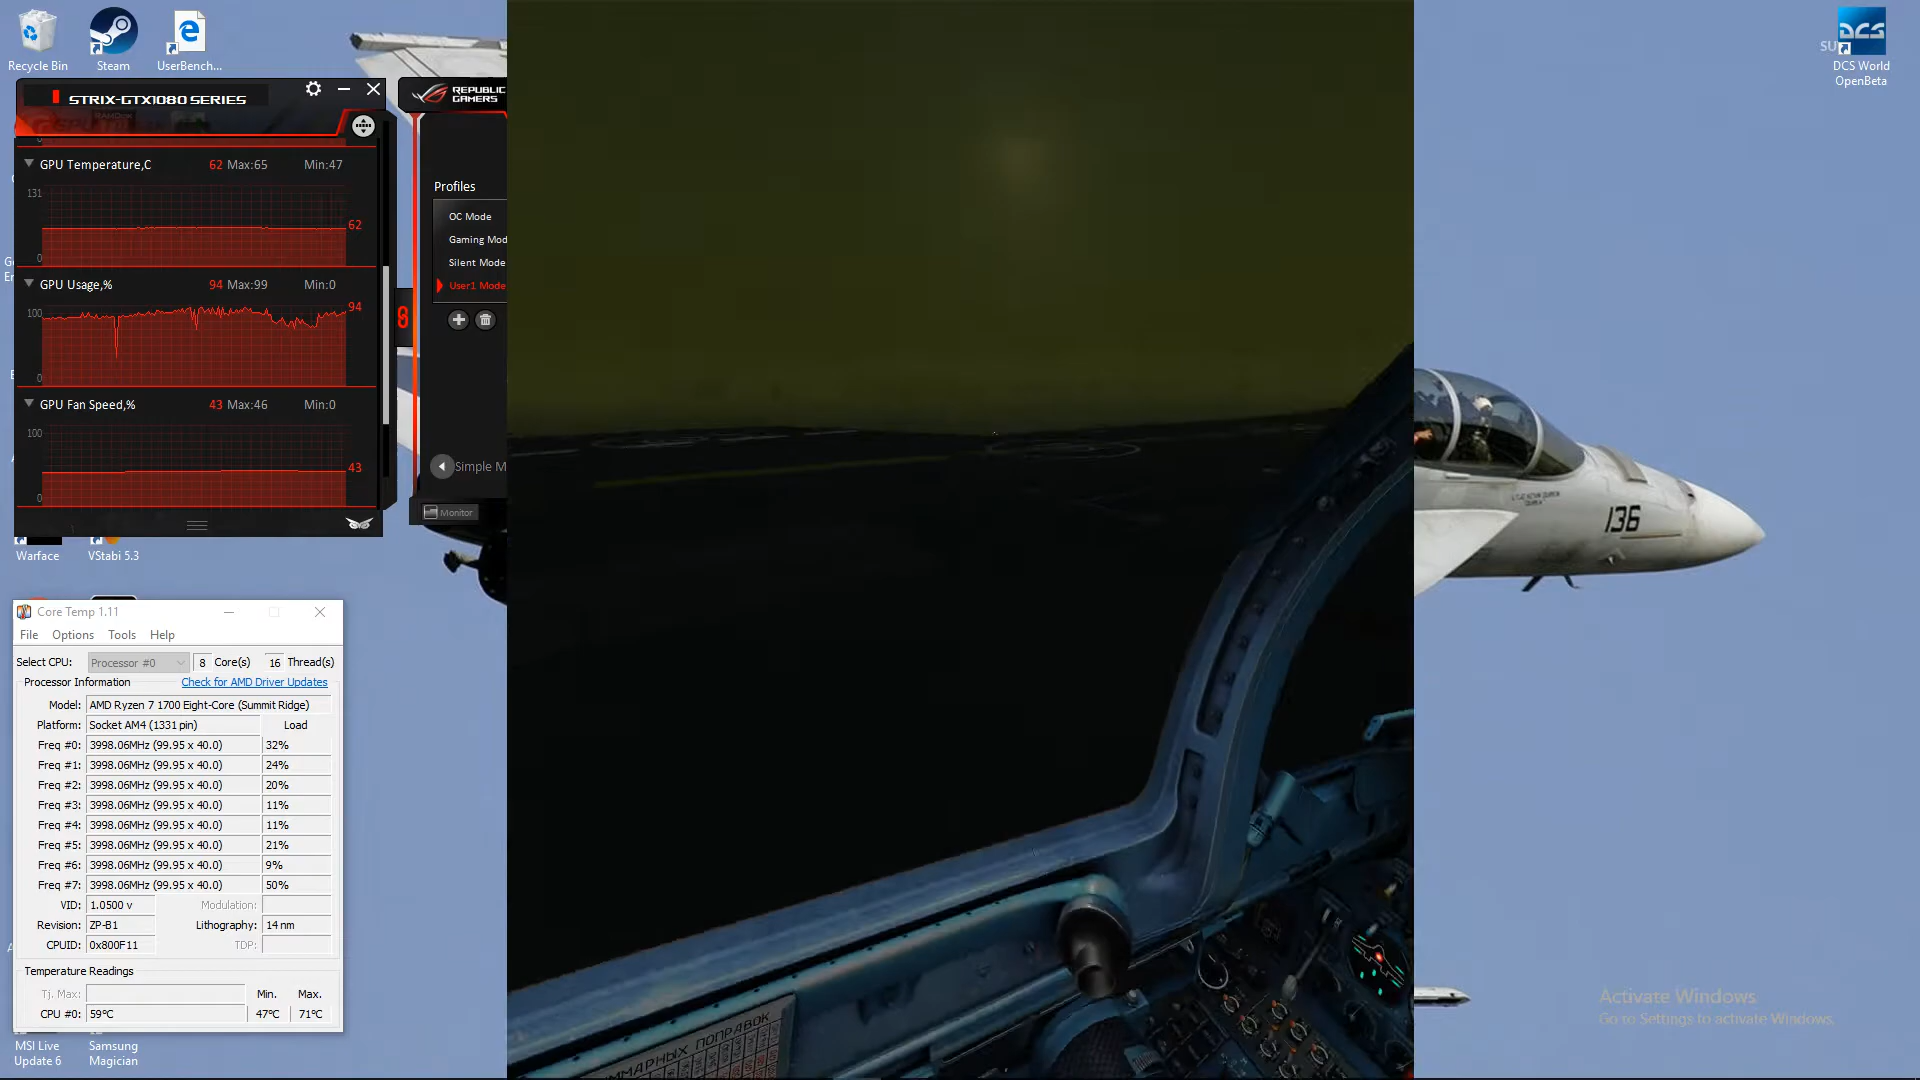 Recycle Bin
Steam
UserBench...
DCS World
OpenBeta
STRIX-GTX1080 SERIES
REPUBLIC
GAMERS
GPU Temperature,C 62 Max:65 Min:47
131
62
0
GPU Usage,% 94 Max:99 Min:0
100
94
0
GPU Fan Speed,% 43 Max:46 Min:0
100
43
0
Profiles
OC Mode
Gaming Mod
Silent Mode
User1 Mode
Simple M
Monitor
Warface
VStabi 5.3
136
Core Temp 1.11
File Options Tools Help
Select CPU: Processor #0 8 Core(s) 16 Thread(s)
Processor Information Check for AMD Driver Updates
Model: AMD Ryzen 7 1700 Eight-Core (Summit Ridge)
Platform: Socket AM4 (1331 pin) Load
Freq #0: 3998.06MHz (99.95 x 40.0) 32%
Freq #1: 3998.06MHz (99.95 x 40.0) 24%
Freq #2: 3998.06MHz (99.95 x 40.0) 20%
Freq #3: 3998.06MHz (99.95 x 40.0) 11%
Freq #4: 3998.06MHz (99.95 x 40.0) 11%
Freq #5: 3998.06MHz (99.95 x 40.0) 21%
Freq #6: 3998.06MHz (99.95 x 40.0) 9%
Freq #7: 3998.06MHz (99.95 x 40.0) 50%
VID: 1.0500 v Modulation:
Revision: ZP-B1 Lithography: 14 nm
CPUID: 0x800F11 TDP:
Temperature Readings
Tj. Max: Min. Max.
CPU #0: 59°C 47°C 71°C
MSI Live
Update 6
Samsung
Magician
ММАРНЫХ ПОПРАВОК
Activate Windows
Go to Settings to activate Windows.